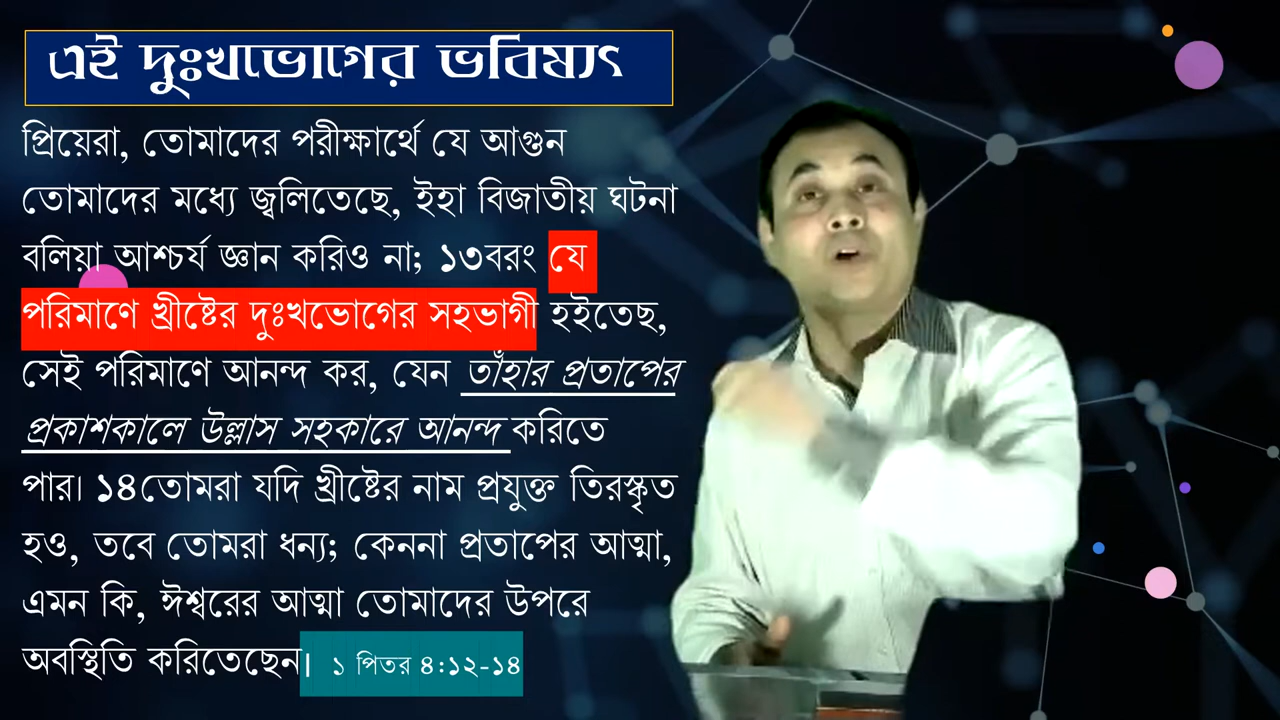 এই দুঃখভোগের ভবিষ্যৎ
প্রিয়েরা, তোমাদের পরীক্ষার্থে যে আগুন
তোমাদের মধ্যে জ্বলিতেছে, ইহা বিজাতীয় ঘটনা
বলিয়া আশ্চর্য জ্ঞান করিও না; ১৩বরং যে
পরিমাণে খ্রীষ্টের দুঃখভোগের সহভাগী হইতেছ,
সেই পরিমাণে আনন্দ কর, যেন তাঁহার প্রতাপের
প্রকাশকালে উল্লাস সহকারে আনন্দ করিতে
পার। ১৪তোমরা যদি খ্রীষ্টের নাম প্রযুক্ত তিরস্কৃত
হও, তবে তোমরা ধন্য; কেননা প্রতাপের আত্মা,
এমন কি, ঈশ্বরের আত্মা তোমাদের উপরে
অবস্থিতি করিতেছেন। ১ পিতর ৪:১২-১৪